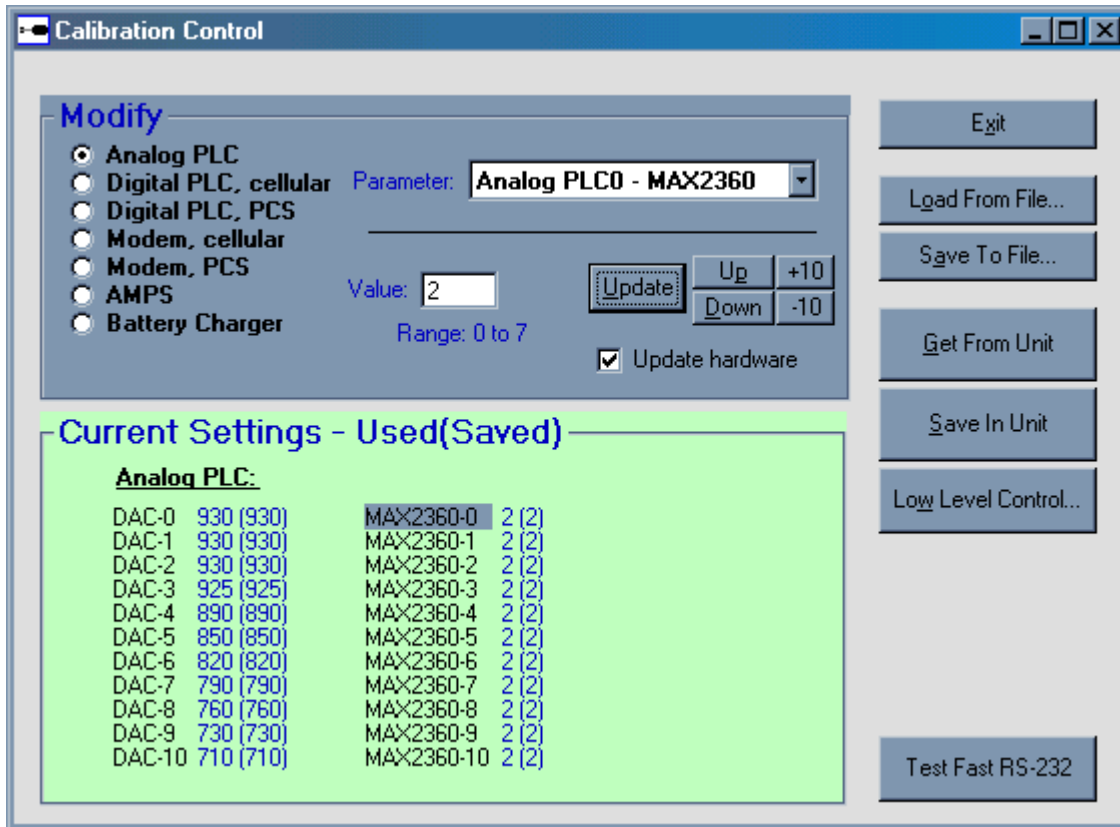 Calibration Control
Modify
Analog PLC
Digital PLC, cellular
Digital PLC, PCS
Modem, cellular
Modem, PCS
AMPS
Battery Charger
Parameter: Analog PLC0 - MAX2360
Value: 2
Range: 0 to 7
Update
Up +10
Down -10
Update hardware
Exit
Load From File...
Save To File...
Get From Unit
Save In Unit
Low Level Control...
Test Fast RS-232
Current Settings - Used(Saved)
Analog PLC:
DAC-0 930 (930) MAX2360-0 2 (2)
DAC-1 930 (930) MAX2360-1 2 (2)
DAC-2 930 (930) MAX2360-2 2 (2)
DAC-3 925 (925) MAX2360-3 2 (2)
DAC-4 890 (890) MAX2360-4 2 (2)
DAC-5 850 (850) MAX2360-5 2 (2)
DAC-6 820 (820) MAX2360-6 2 (2)
DAC-7 790 (790) MAX2360-7 2 (2)
DAC-8 760 (760) MAX2360-8 2 (2)
DAC-9 730 (730) MAX2360-9 2 (2)
DAC-10 710 (710) MAX2360-10 2 (2)